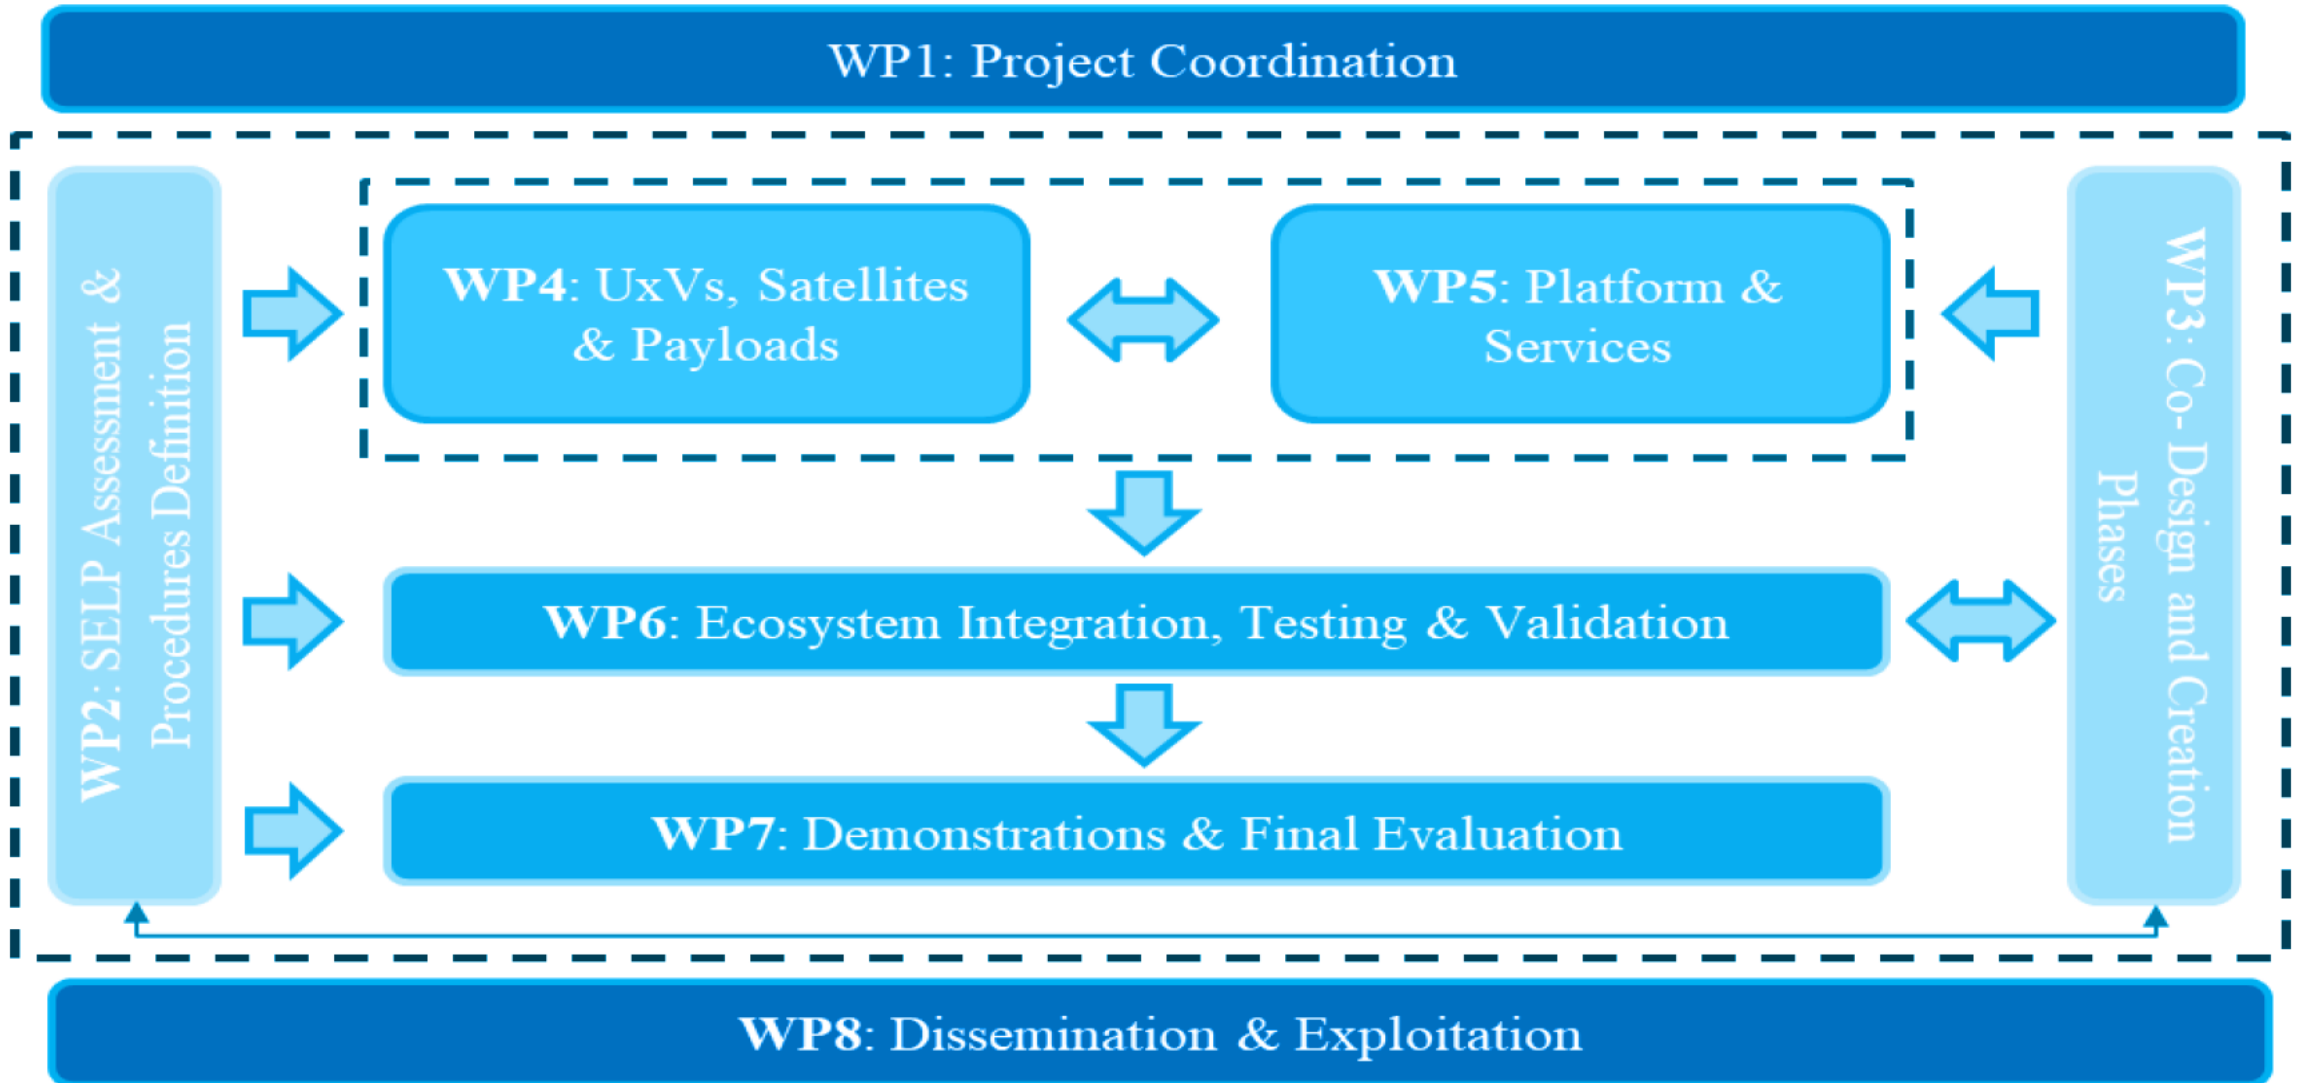 WP1: Project Coordination
WP2: SELP Assessment &
Procedures Definition
WP4: UxVs, Satellites
& Payloads
WP5: Platform &
Services
WP3: Co- Design and Creation
Phases
WP6: Ecosystem Integration, Testing & Validation
WP7: Demonstrations & Final Evaluation
WP8: Dissemination & Exploitation